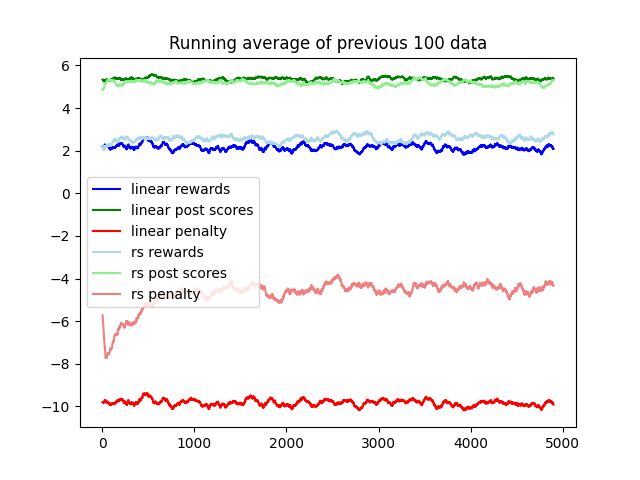 Running average of previous 100 data
6
4
2
0
−2
−4
−6
−8
−10
linear rewards
linear post scores
linear penalty
rs rewards
rs post scores
rs penalty
0 1000 2000 3000 4000 5000